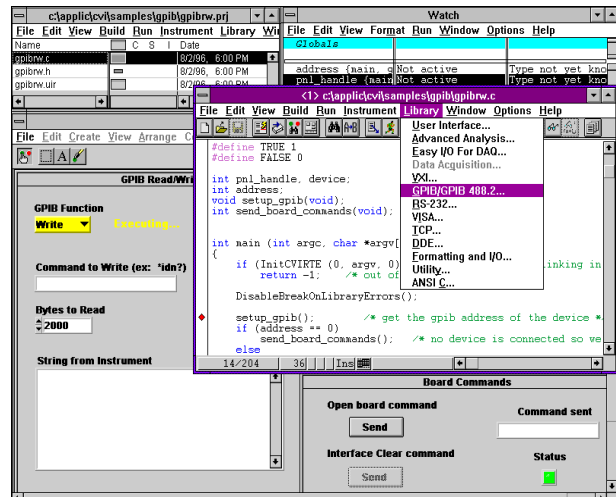 c:\applic\cvi\samples\gpib\gpibrw.prj
File Edit View Build Run Instrument Library
Name C S I Date
gpibrw.c 8/2/96, 6:00 PM
gpibrw.h 8/2/96, 6:00 PM
gpibrw.uir 8/2/96, 6:00 PM
Watch
File Edit View Format Run Window Options Help
Globals
address {main, g Not active Type not yet kno
pnl_handle {main Not active Type not yet kno
<1> c:\applic\cvi\samples\gpib\gpibrw.c
File Edit View Build Run Instrument Library Window Options Help
User Interface...
Advanced Analysis...
Easy I/O For DAQ...
Data Acquisition...
VXI...
GPIB/GPIB 488.2...
RS-232...
VISA...
TCP...
DDE...
Formatting and I/O...
Utility...
ANSI C...
#define TRUE 1
#define FALSE 0
int pnl_handle, device;
int address;
void setup_gpib(void);
int send_board_commands(void);
int main (int argc, char *argv[
{
if (InitCVIRTE (0, argv, 0) inking in
return -1; /* out of
DisableBreakOnLibraryErrors();
setup_gpib(); /* get the gpib address of the device *
if (address == 0)
send_board_commands(); /* no device is connected so we
else
14/204 36 Ins
File Edit Create View Arrange
GPIB Read/Wri
GPIB Function
Write Executing...
Command to Write (ex: *idn?)
Bytes to Read
2000
String from Instrument
Board Commands
Open board command
Send
Command sent
Interface Clear command
Send
Status